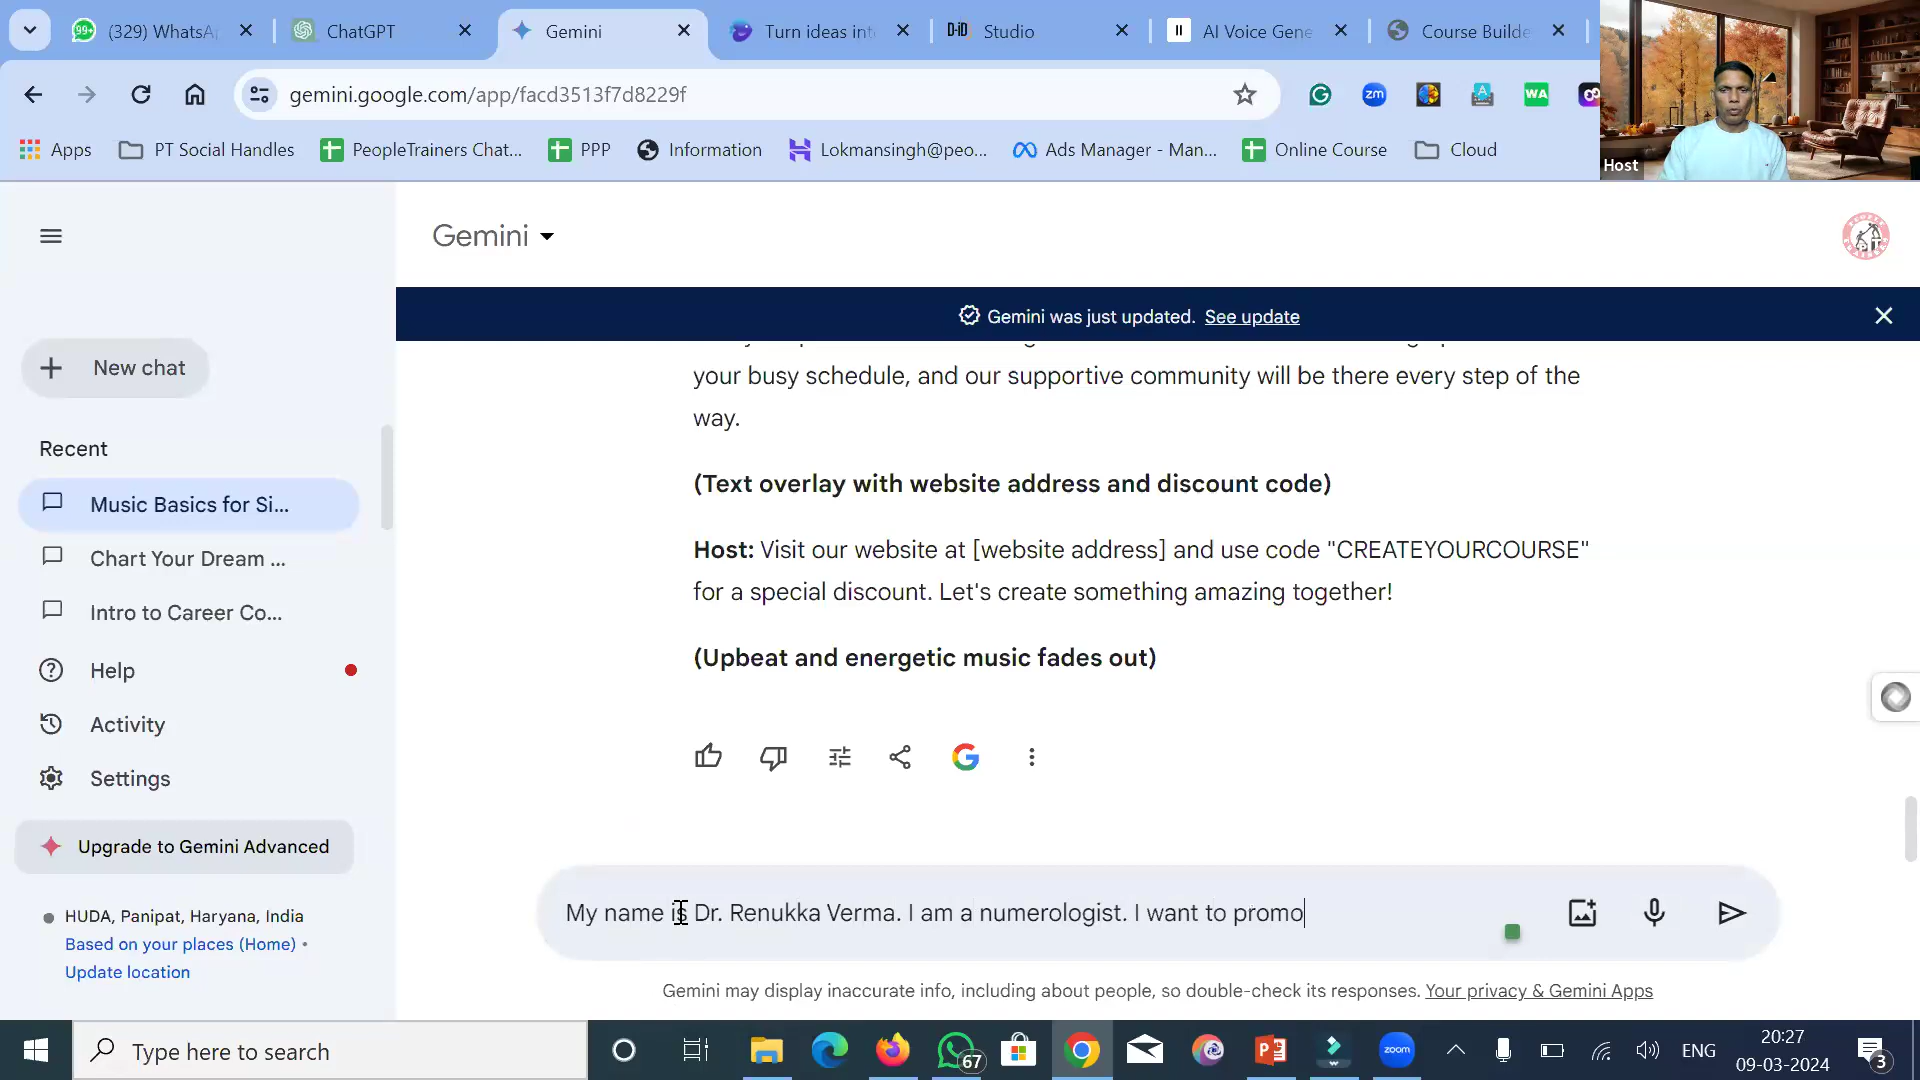 (329) WhatsAp
ChatGPT
Gemini
Turn ideas into
D-iD Studio
AI Voice Gene
Course Builde
gemini.google.com/app/facd3513f7d8229f
zm
WA
Apps
PT Social Handles
PeopleTrainers Chat...
PPP
Information
Lokmansingh@peo...
Ads Manager - Man...
Online Course
Cloud
Host
Gemini
Gemini was just updated. See update
New chat
Recent
Music Basics for Si...
Chart Your Dream ...
Intro to Career Co...
Help
Activity
Settings
Upgrade to Gemini Advanced
HUDA, Panipat, Haryana, India
Based on your places (Home) •
Update location
your busy schedule, and our supportive community will be there every step of the
way.
(Text overlay with website address and discount code)
Host: Visit our website at [website address] and use code "CREATEYOURCOURSE"
for a special discount. Let's create something amazing together!
(Upbeat and energetic music fades out)
My name is Dr. Renukka Verma. I am a numerologist. I want to promo
Gemini may display inaccurate info, including about people, so double-check its responses. Your privacy & Gemini Apps
Type here to search
67
zoom
ENG
20:27
09-03-2024
3